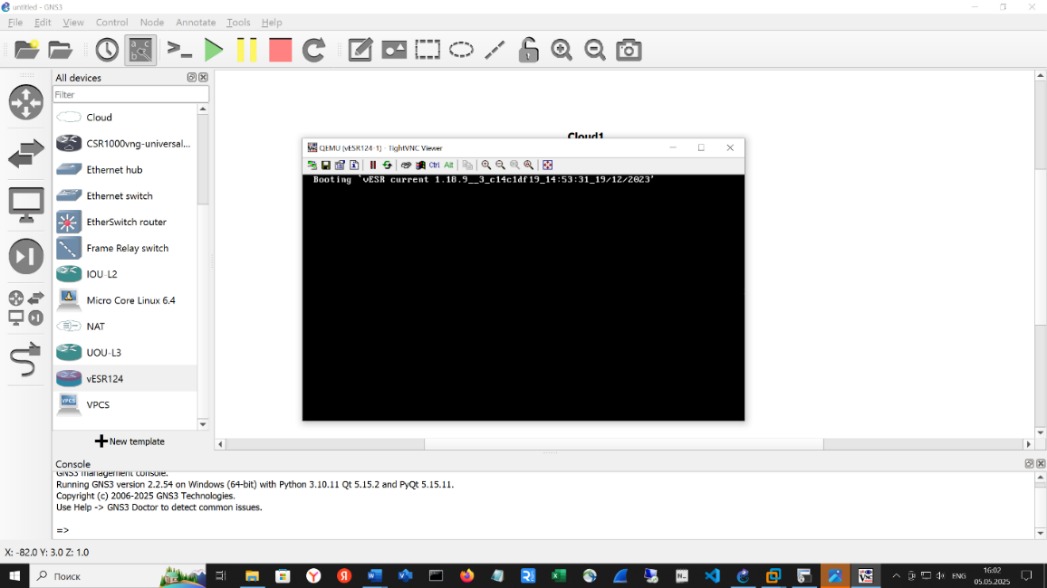 untitled - GNS3
File Edit View Control Node Annotate Tools Help
All devices
Filter
Cloud
CSR1000vng-universal...
Ethernet hub
Ethernet switch
EtherSwitch router
Frame Relay switch
IOU-L2
Micro Core Linux 6.4
NAT
UOU-L3
vESR124
VPCS
New template
Cloud1
QEMU (vESR124-1) - TightVNC Viewer
Ctrl Alt
Booting `vESR current 1.18.9__3_c14c1df19_14:53:31_19/12/2023'
Console
GNS3 management console.
Running GNS3 version 2.2.54 on Windows (64-bit) with Python 3.10.11 Qt 5.15.2 and PyQt 5.15.11.
Copyright (c) 2006-2025 GNS3 Technologies.
Use Help -> GNS3 Doctor to detect common issues.
=>
X: -82.0 Y: 3.0 Z: 1.0
Поиск
ENG
16:02
05.05.2025